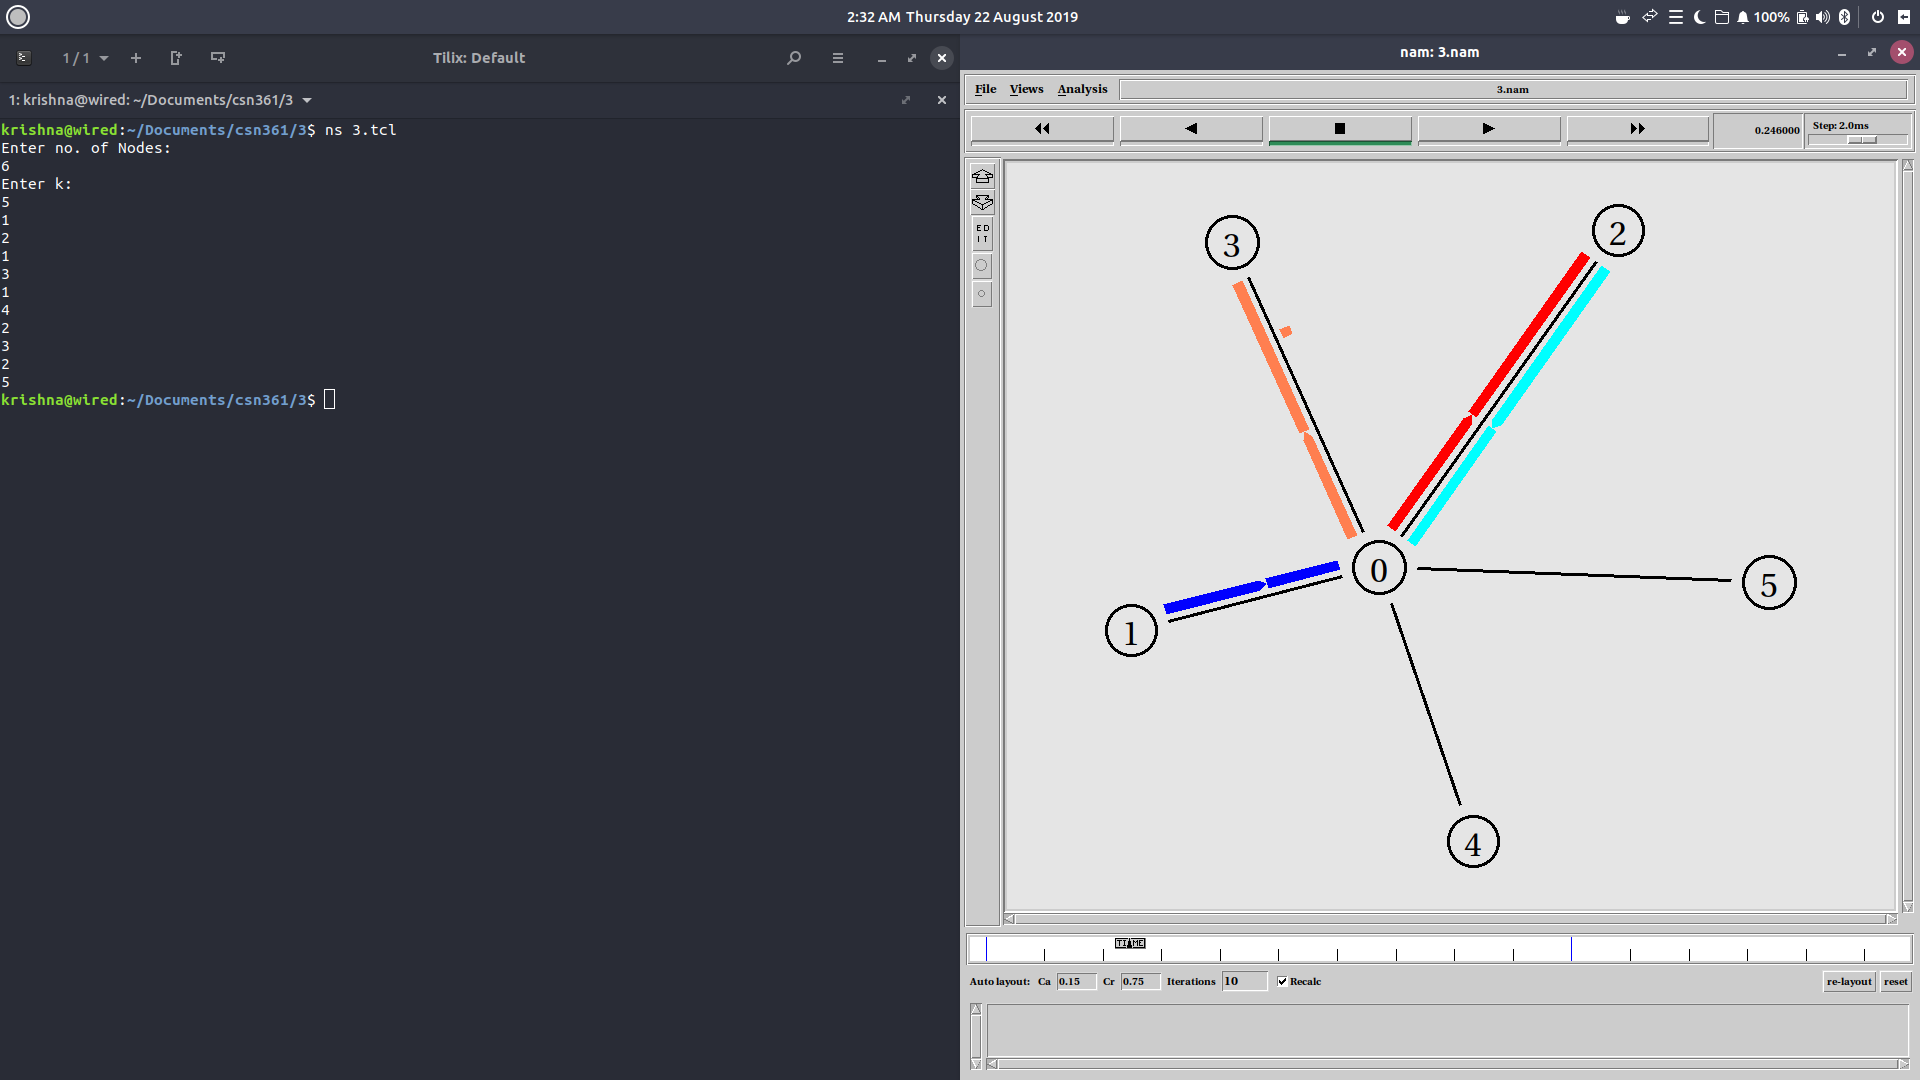 2:32 AM Thursday 22 August 2019
100%
1 / 1
Tilix: Default
1: krishna@wired: ~/Documents/csn361/3
krishna@wired:~/Documents/csn361/3$ ns 3.tcl
Enter no. of Nodes:
6
Enter k:
5
1
2
1
3
1
4
2
3
2
5
krishna@wired:~/Documents/csn361/3$
nam: 3.nam
File Views Analysis 3.nam
0.246000 Step: 2.0ms
ED
IT
3
2
0
5
1
4
TIME
Auto layout: Ca 0.15 Cr 0.75 Iterations 10 Recalc re-layout reset